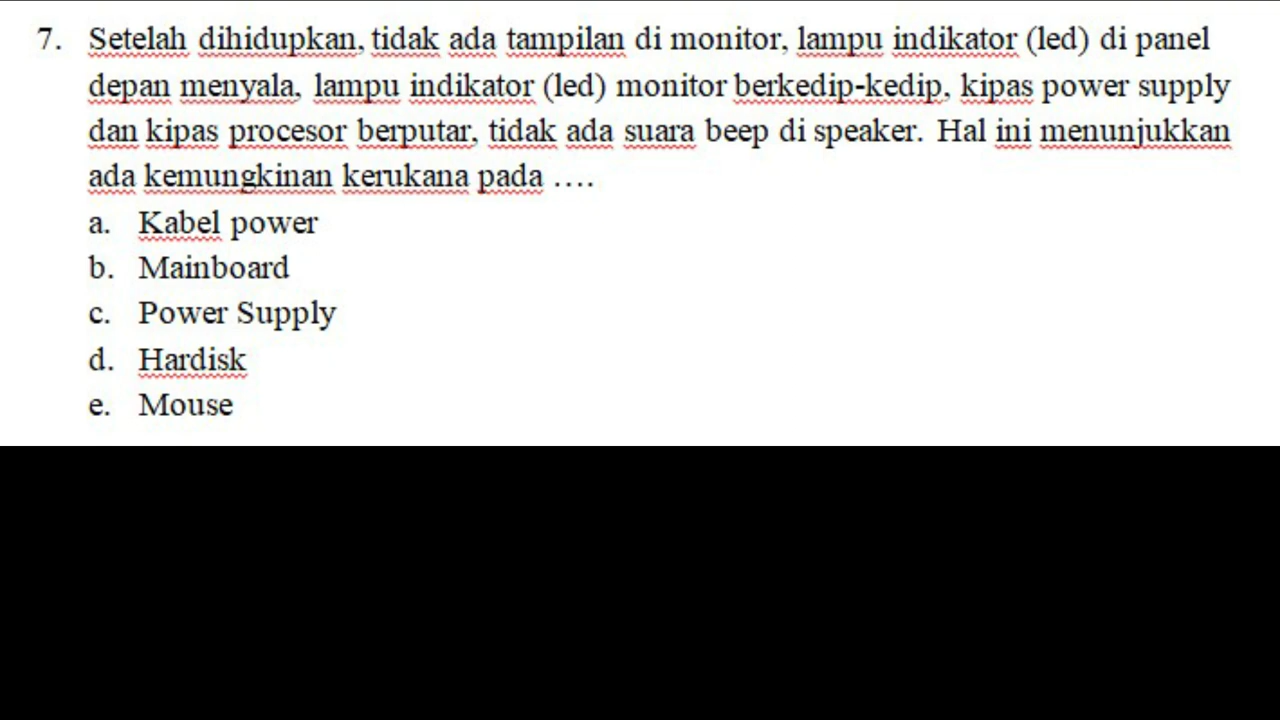 7. Setelah dihidupkan, tidak ada tampilan di monitor, lampu indikator (led) di panel
depan menyala, lampu indikator (led) monitor berkedip-kedip, kipas power supply
dan kipas procesor berputar, tidak ada suara beep di speaker. Hal ini menunjukkan
ada kemungkinan kerukana pada ....
a. Kabel power
b. Mainboard
c. Power Supply
d. Hardisk
e. Mouse